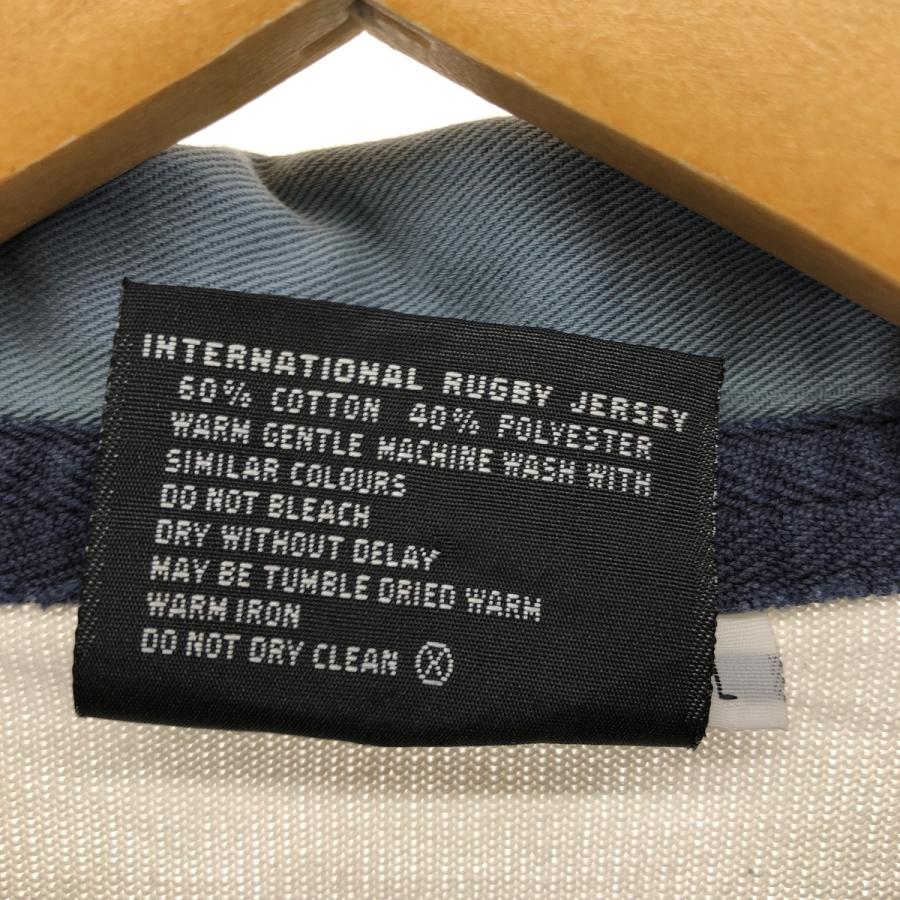 INTERNATIONAL RUGBY JERSEY
60% COTTON 40% POLYESTER
WARM GENTLE MACHINE WASH WITH
SIMILAR COLOURS
DO NOT BLEACH
DRY WITHOUT DELAY
MAY BE TUMBLE DRIED WARM
WARM IRON
DO NOT DRY CLEAN Ⓧ